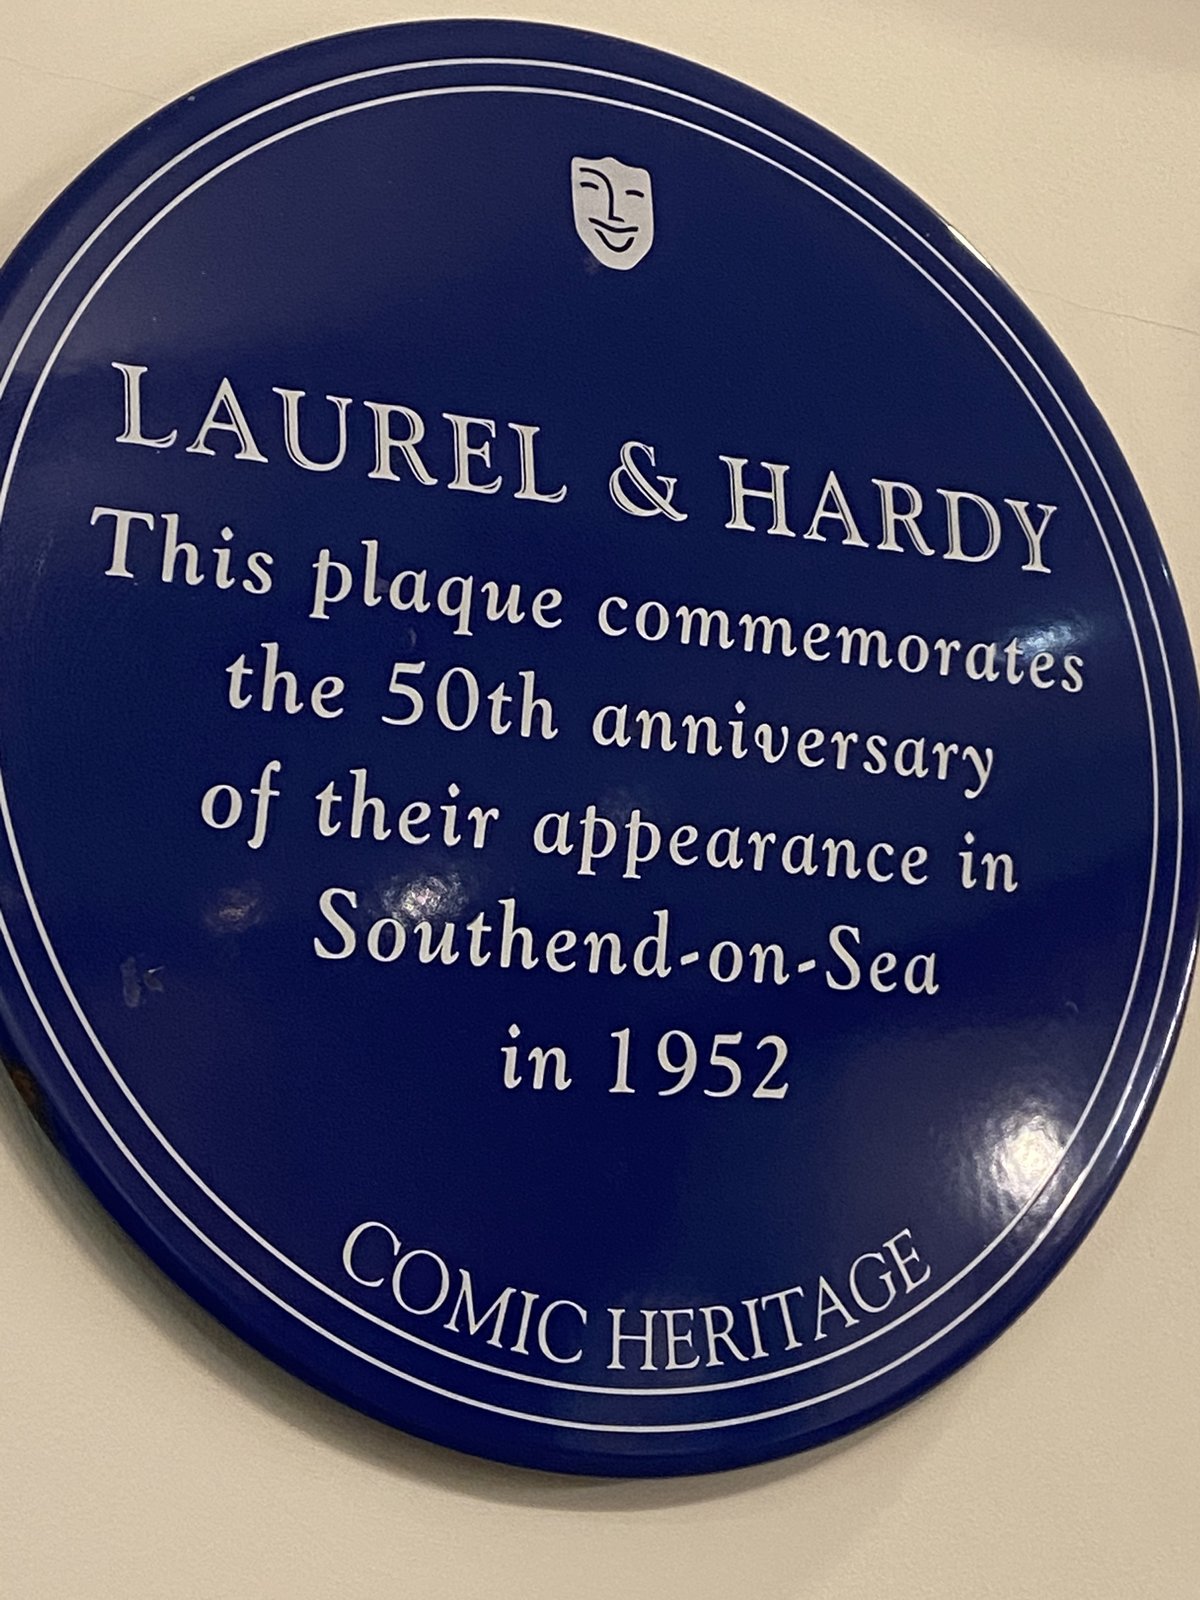 LAUREL & HARDY
This plaque commemorates
the 50th anniversary
of their appearance in
Southend-on-Sea
in 1952
COMIC HERITAGE